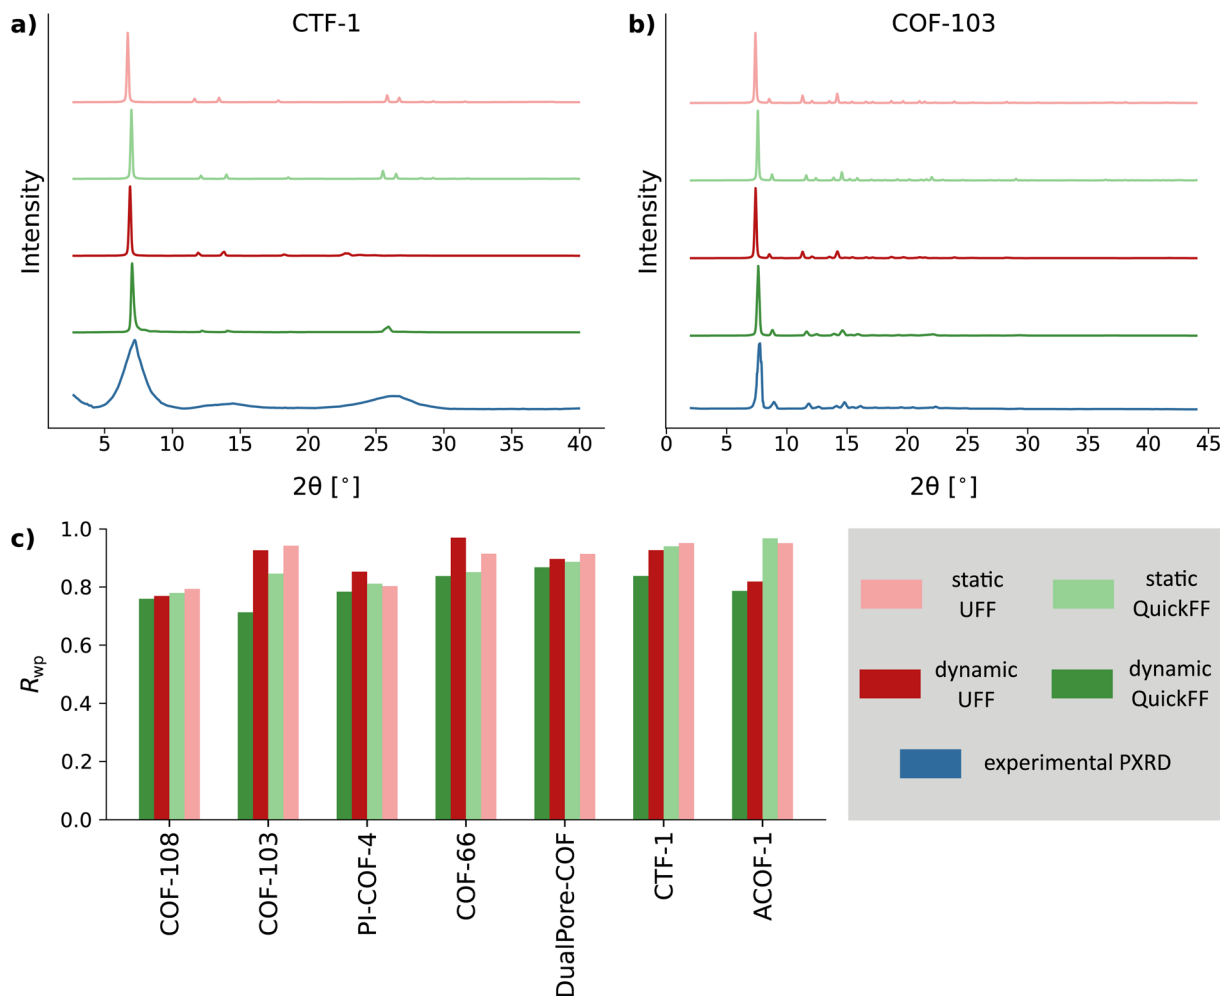 a)
CTF-1
Intensity
5 10 15 20 25 30 35 40
2θ [°]
b)
COF-103
Intensity
0 5 10 15 20 25 30 35 40 45
2θ [°]
c)
1.0
0.8
0.6
0.4
0.2
0.0
Rwp
COF-108
COF-103
PI-COF-4
COF-66
DualPore-COF
CTF-1
ACOF-1
static
UFF
static
QuickFF
dynamic
UFF
dynamic
QuickFF
experimental PXRD